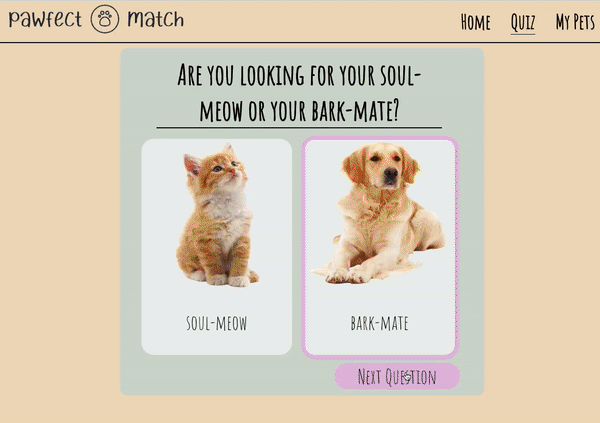 pawfect match
Home Quiz My Pets
Are you looking for your soul-
meow or your bark-mate?
soul-meow
bark-mate
Next Question